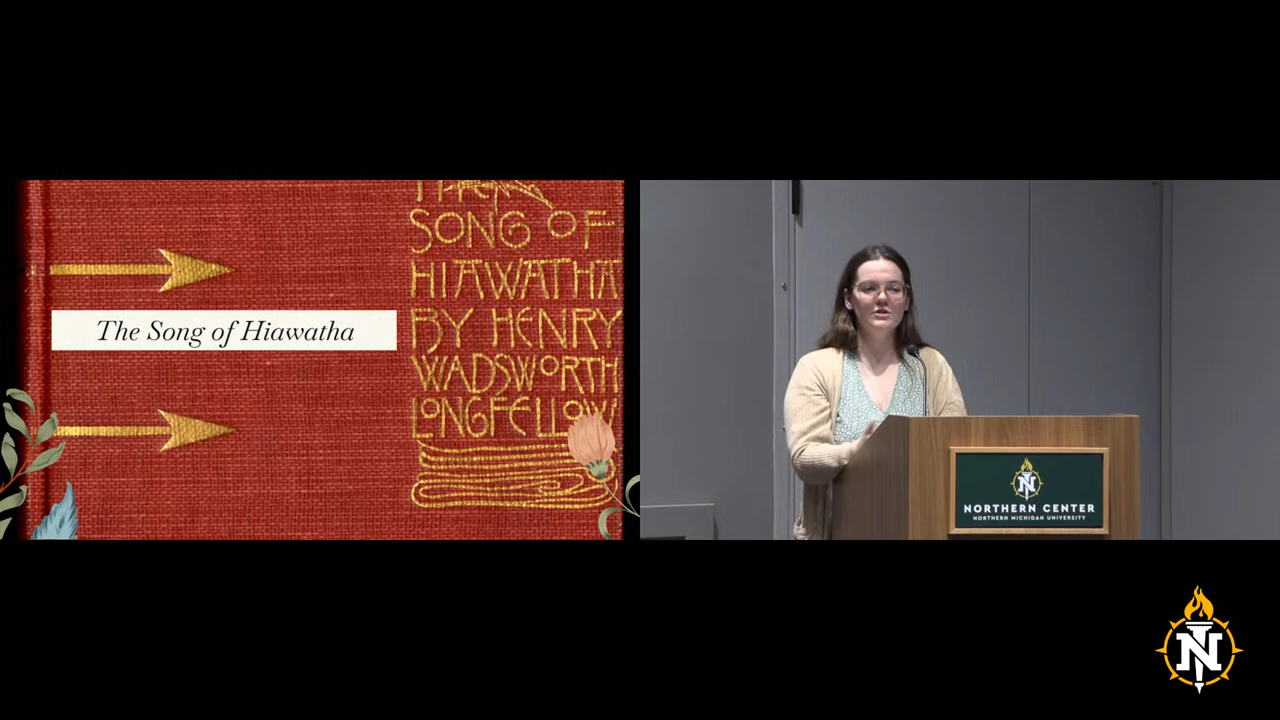 The Song of Hiawatha
SONG OF
HIAWATHA
BY HENRY
WADSWORTH
LONGFELLOW
NORTHERN CENTER
NORTHERN MICHIGAN UNIVERSITY
N